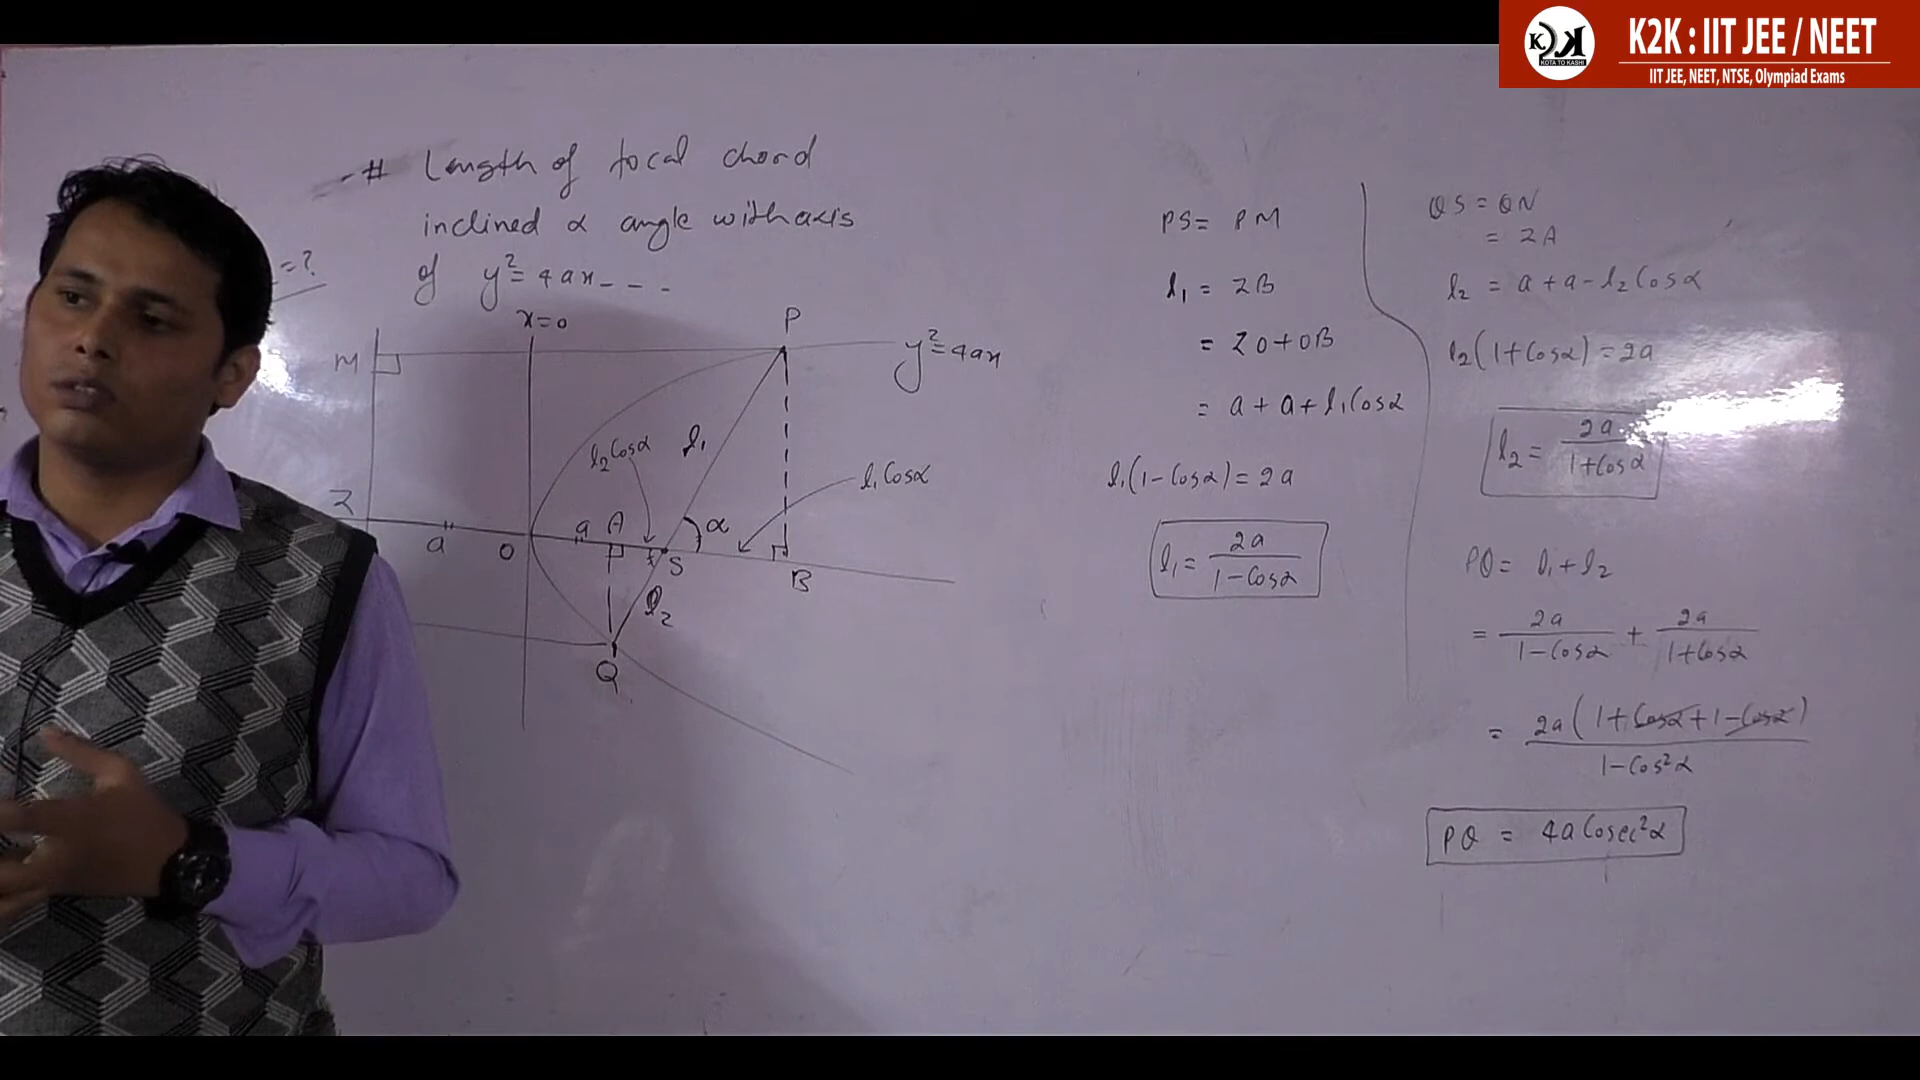 K2K : IIT JEE / NEET
IIT JEE, NEET, NTSE, Olympiad Exams
KOTA TO KASHI
# Length of focal chord
inclined α angle with axis
of y² = 4ax - - -
= ?
x=0
P
M
y² = 4ax
l₂ Cosα
l₁
l₁ Cosα
Z
a
O
a
A
α
S
B
l₂
Q
PS = PM
l₁ = ZB
= ZO + OB
= a + a + l₁ Cosα
l₁(1 - Cosα) = 2a
l₁ = 2a / 1 - Cosα
QS = QN
= ZA
l₂ = a + a - l₂ Cosα
l₂(1 + Cosα) = 2a
l₂ = 2a / 1 + Cosα
PQ = l₁ + l₂
= 2a / 1 - Cosα + 2a / 1 + Cosα
= 2a(1 + Cosα + 1 - Cosα) / 1 - Cos²α
PQ = 4a Cosec²α